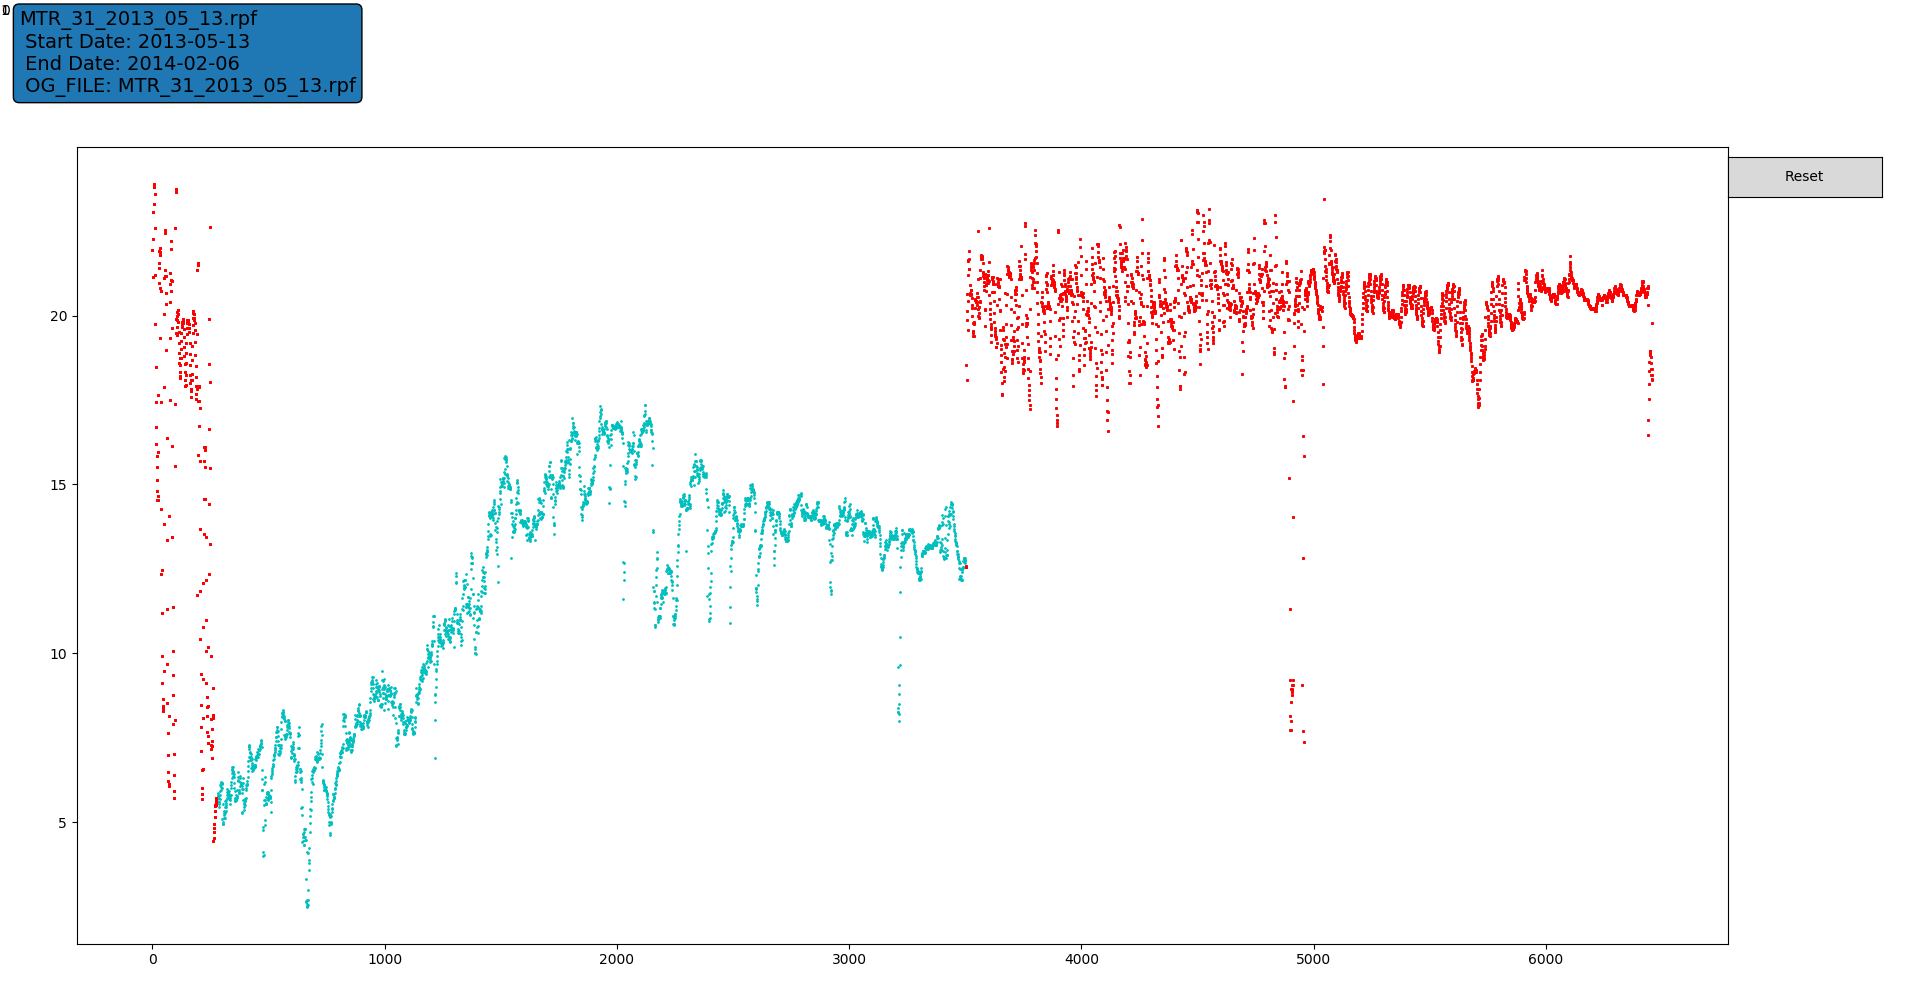 MTR_31_2013_05_13.rpf
Start Date: 2013-05-13
End Date: 2014-02-06
OG_FILE: MTR_31_2013_05_13.rpf
Reset
20
15
10
5
0 1000 2000 3000 4000 5000 6000